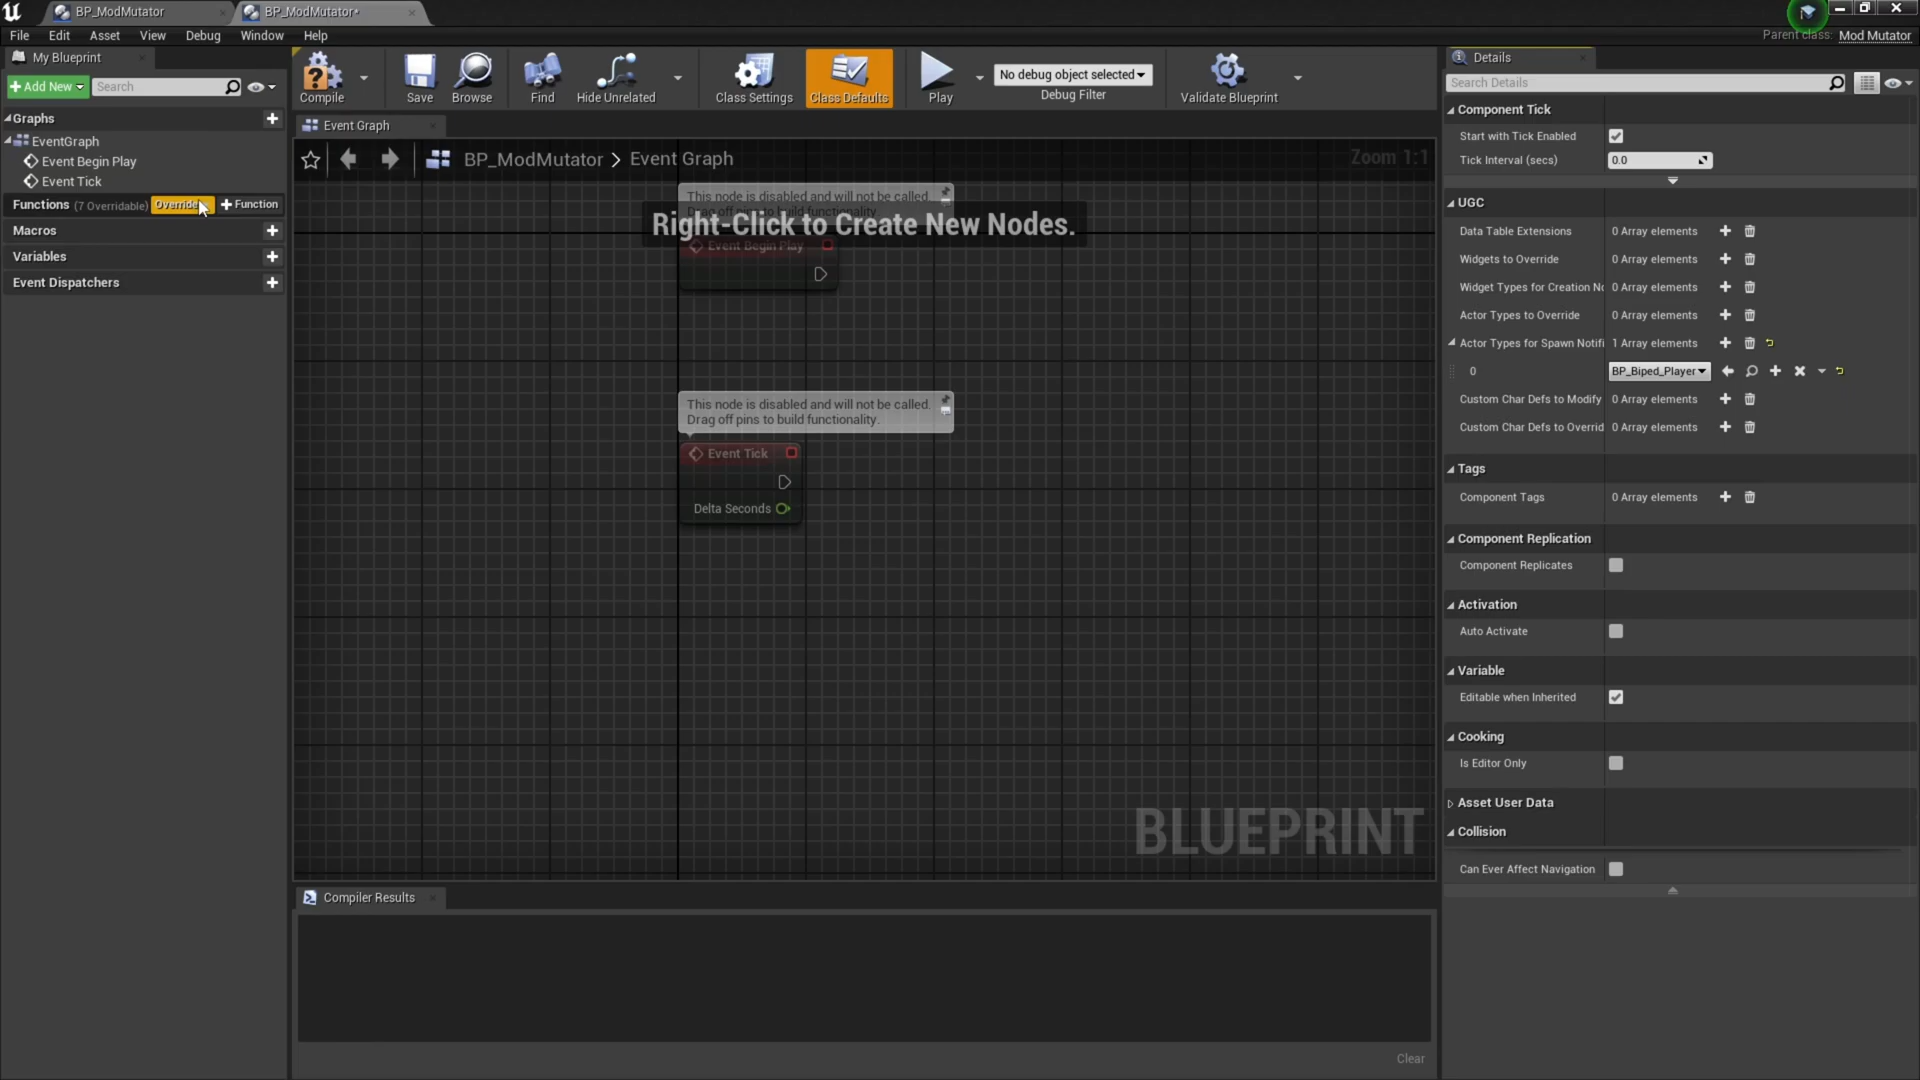 BP_ModMutator
BP_ModMutator*
File Edit Asset View Debug Window Help
Parent class: Mod Mutator
My Blueprint
Add New
Search
Compile
Save
Browse
Find
Hide Unrelated
Class Settings
Class Defaults
Play
No debug object selected
Debug Filter
Validate Blueprint
Graphs
EventGraph
Event Begin Play
Event Tick
Functions (7 Overridable) Override Function
Macros
Variables
Event Dispatchers
Event Graph
BP_ModMutator > Event Graph
Zoom 1:1
This node is disabled and will not be called.
Drag off pins to build functionality.
Right-Click to Create New Nodes.
Event Begin Play
This node is disabled and will not be called.
Drag off pins to build functionality.
Event Tick
Delta Seconds
BLUEPRINT
Compiler Results
Clear
Details
Search Details
Component Tick
Start with Tick Enabled
Tick Interval (secs) 0.0
UGC
Data Table Extensions 0 Array elements
Widgets to Override 0 Array elements
Widget Types for Creation No 0 Array elements
Actor Types to Override 0 Array elements
Actor Types for Spawn Notifi 1 Array elements
0 BP_Biped_Player
Custom Char Defs to Modify 0 Array elements
Custom Char Defs to Overrid 0 Array elements
Tags
Component Tags 0 Array elements
Component Replication
Component Replicates
Activation
Auto Activate
Variable
Editable when Inherited
Cooking
Is Editor Only
Asset User Data
Collision
Can Ever Affect Navigation